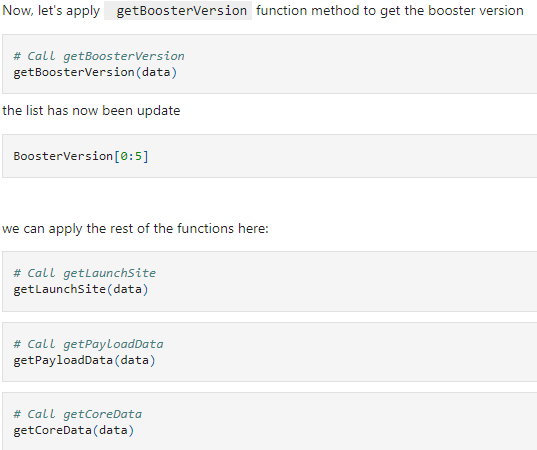 Now, let's apply getBoosterVersion function method to get the booster version
# Call getBoosterVersion
getBoosterVersion(data)
the list has now been update
BoosterVersion[0:5]
we can apply the rest of the functions here:
# Call getLaunchSite
getLaunchSite(data)
# Call getPayloadData
getPayloadData(data)
# Call getCoreData
getCoreData(data)